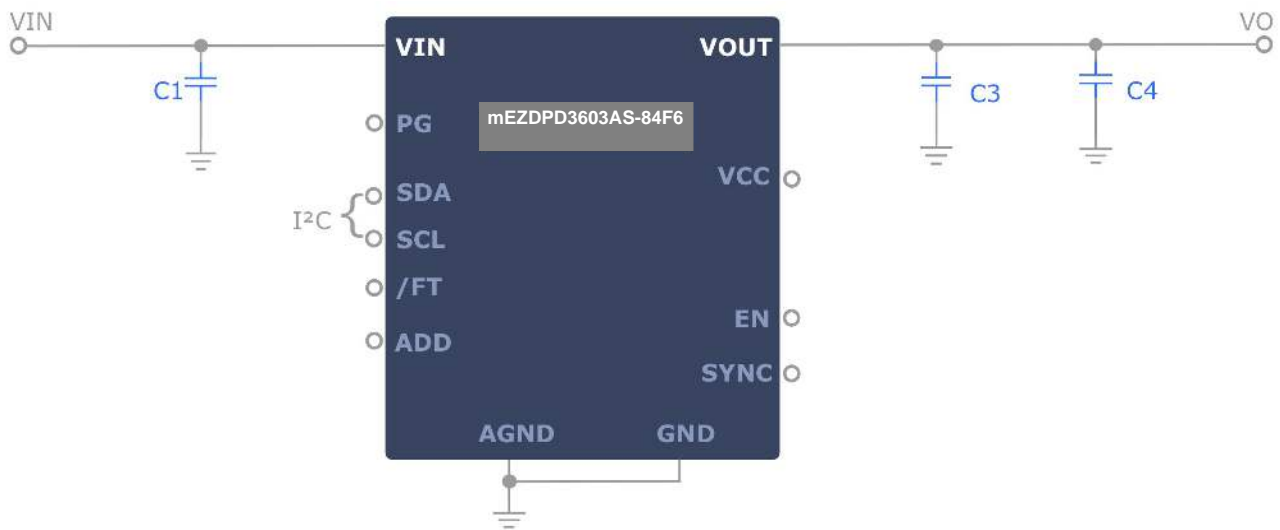 VIN
VO
VIN
VOUT
C1
C3
C4
mEZDPD3603AS-84F6
PG
VCC
SDA
I²C
SCL
/FT
EN
ADD
SYNC
AGND
GND